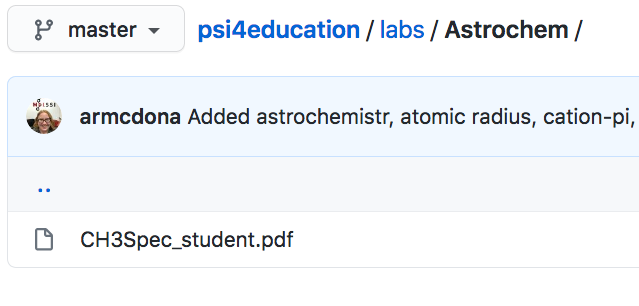 master psi4education / labs / Astrochem /
armcdona Added astrochemistr, atomic radius, cation-pi,
..
CH3Spec_student.pdf